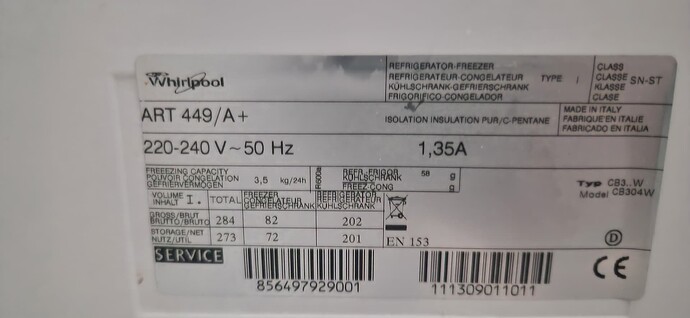 Whirlpool
REFRIGERATOR-FREEZER
REFRIGERATEUR-CONGELATEUR
KÜHLSCHRANK-GEFRIERSCHRANK
FRIGORIFICO-CONGELADOR
TYPE I
CLASS
CLASSE SN-ST
KLASSE
CLASE
ART 449/A+
ISOLATION INSULATION PUR/C-PENTANE
MADE IN ITALY
FABRIQUE EN ITALIE
FABRICADO EN ITALIA
220-240 V~50 Hz
1,35A
FREEEZING CAPACITY
POUVOIR CONGELATION 3,5 kg/24h
GEFRIERVERMÖGEN
R600a
REFR.-FRIGOR. 58 g
KÜHLSCHRANK
FREEZ-CONG g
Typ CB3..W
Model CB304W
VOLUME
INHALT I. TOTAL
FREEZER
CONGELATEUR
GEFRIERSCHRANK
REFRIGERATOR
REFRIGERATEUR
KÜHLSCHRANK
GROSS/BRUT
BRUTTO/BRUTO 284 82 202
STORAGE/NET
NUTZ/UTIL 273 72 201
EN 153
D
SERVICE
CE
856497929001
111309011011